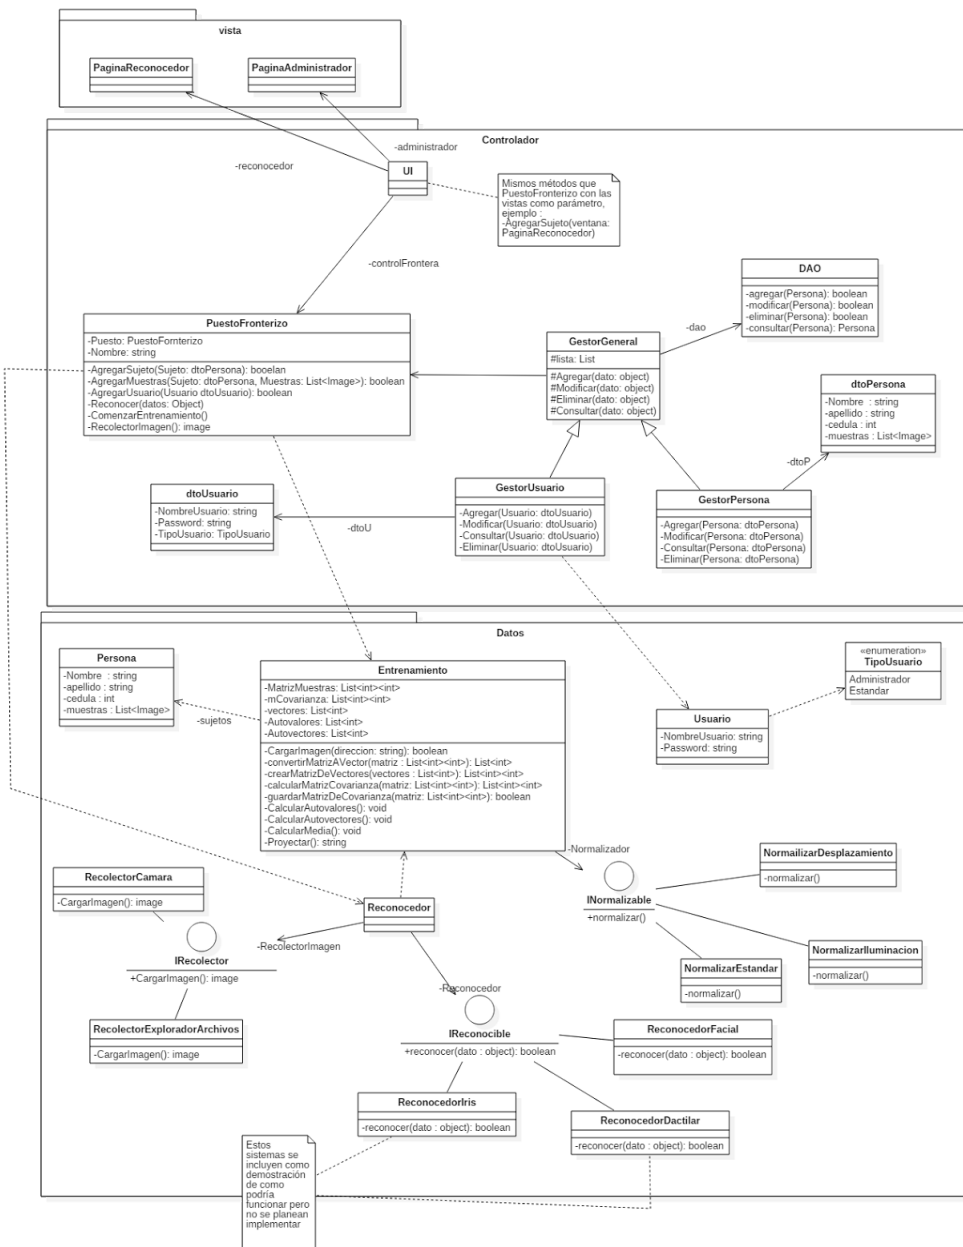 vista
PaginaReconocedor
PaginaAdministrador
Controlador
-administrador
-reconocedor
UI
Mismos métodos que
PuestoFronterizo con las
vistas como parámetro,
ejemplo :
-AgregarSujeto(ventana:
PaginaReconocedor)
-controlFrontera
DAO
-agregar(Persona): boolean
-modificar(Persona): boolean
-eliminar(Persona): boolean
-consultar(Persona): Persona
-dao
PuestoFronterizo
-Puesto: PuestoFornterizo
-Nombre: string
-AgregarSujeto(Sujeto: dtoPersona): booelan
-AgregarMuestras(Sujeto: dtoPersona, Muestras: List<Image>): boolean
-AgregarUsuario(Usuario dtoUsuario): boolean
-Reconocer(datos: Object)
-ComenzarEntrenamiento()
-RecolectorImagen(): image
GestorGeneral
#lista: List
#Agregar(dato: object)
#Modificar(dato: object)
#Eliminar(dato: object)
#Consultar(dato: object)
dtoPersona
-Nombre : string
-apellido : string
-cedula : int
-muestras : List<Image>
-dtoP
dtoUsuario
-NombreUsuario: string
-Password: string
-TipoUsuario: TipoUsuario
-dtoU
GestorUsuario
-Agregar(Usuario: dtoUsuario)
-Modificar(Usuario: dtoUsuario)
-Consultar(Usuario: dtoUsuario)
-Eliminar(Usuario: dtoUsuario)
GestorPersona
-Agregar(Persona: dtoPersona)
-Modificar(Persona: dtoPersona)
-Consultar(Persona: dtoPersona)
-Eliminar(Persona: dtoPersona)
Datos
Persona
-Nombre : string
-apellido : string
-cedula : int
-muestras : List<Image>
-sujetos
Entrenamiento
-MatrizMuestras: List<int><int>
-mCovarianza: List<int><int>
-vectores: List<int>
-Autovalores: List<int>
-Autovectores: List<int>
-CargarImagen(direccion: string): boolean
-convertirMatrizAVector(matriz : List<int><int>): List<int>
-crearMatrizDeVectores(vectores : List<int>): List<int><int>
-calcularMatrizCovarianza(matriz: List<int><int>): List<int><int>
-guardarMatrizDeCovarianza(matriz: List<int><int>): boolean
-CalcularAutovalores(): void
-CalcularAutovectores(): void
-CalcularMedia(): void
-Proyectar(): string
«enumeration»
TipoUsuario
Administrador
Estandar
Usuario
-NombreUsuario: string
-Password: string
-Normalizador
INormalizable
+normalizar()
NormailizarDesplazamiento
-normalizar()
NormalizarIluminacion
-normalizar()
NormalizarEstandar
-normalizar()
RecolectorCamara
-CargarImagen(): image
Reconocedor
-RecolectorImagen
IRecolector
+CargarImagen(): image
-Reconocedor
RecolectorExploradorArchivos
-CargarImagen(): image
IReconocible
+reconocer(dato : object): boolean
ReconocedorFacial
-reconocer(dato : object): boolean
ReconocedorIris
-reconocer(dato : object): boolean
ReconocedorDactilar
-reconocer(dato : object): boolean
Estos
sistemas se
incluyen como
demostración
de como
podría
funcionar pero
no se planean
implementar